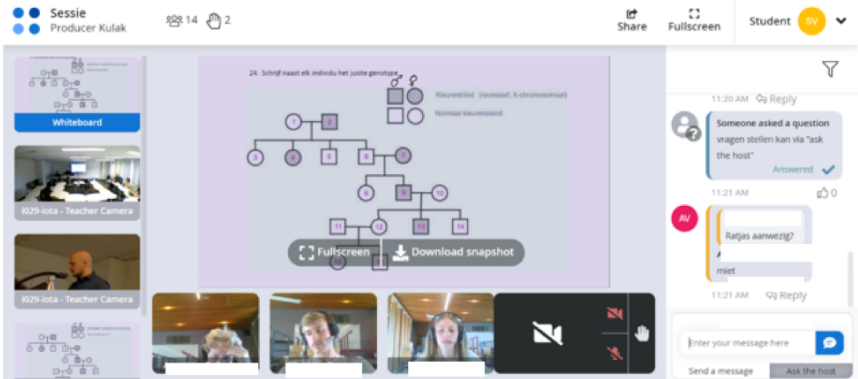 Sessie
Producer Kulak
14
2
Share
Fullscreen
Student
SV
Whiteboard
i029-iota - Teacher Camera
i029-iota - Teacher Camera
24. Schrijf naast elk individu het juiste genotype.
Kleurenblind (recessief, X-chromosomaal)
Normaal kleurenziend
1
2
3
4
5
6
7
8
9
10
11
12
13
14
Fullscreen
Download snapshot
11:20 AM
Reply
Someone asked a question
vragen stellen kan via "ask
the host"
Answered
11:21 AM
0
AV
Ratjas aanwezig?
miet
11:21 AM
Reply
Enter your message here
Send a message
Ask the host